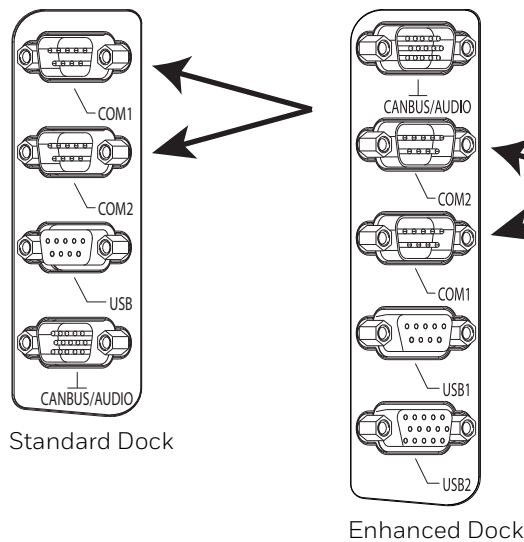 COM1
COM2
USB
CANBUS/AUDIO
Standard Dock
CANBUS/AUDIO
COM2
COM1
USB1
USB2
Enhanced Dock